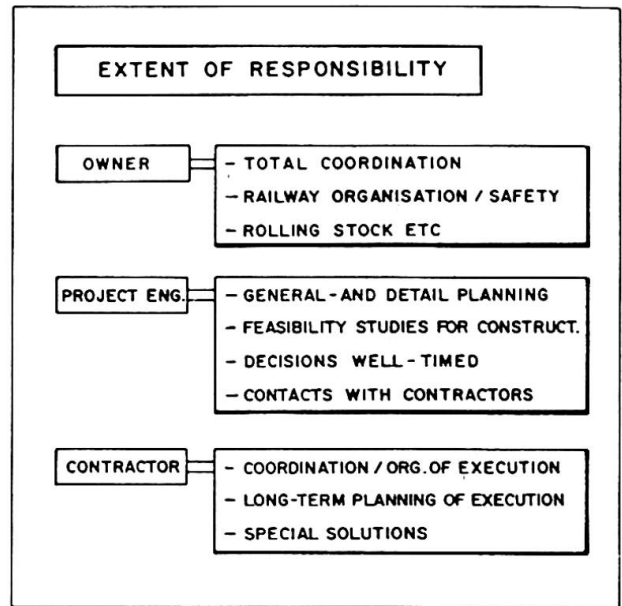 EXTENT OF RESPONSIBILITY
OWNER
- TOTAL COORDINATION
- RAILWAY ORGANISATION / SAFETY
- ROLLING STOCK ETC
PROJECT ENG.
- GENERAL-AND DETAIL PLANNING
- FEASIBILITY STUDIES FOR CONSTRUCT.
- DECISIONS WELL-TIMED
- CONTACTS WITH CONTRACTORS
CONTRACTOR
- COORDINATION / ORG. OF EXECUTION
- LONG-TERM PLANNING OF EXECUTION
- SPECIAL SOLUTIONS